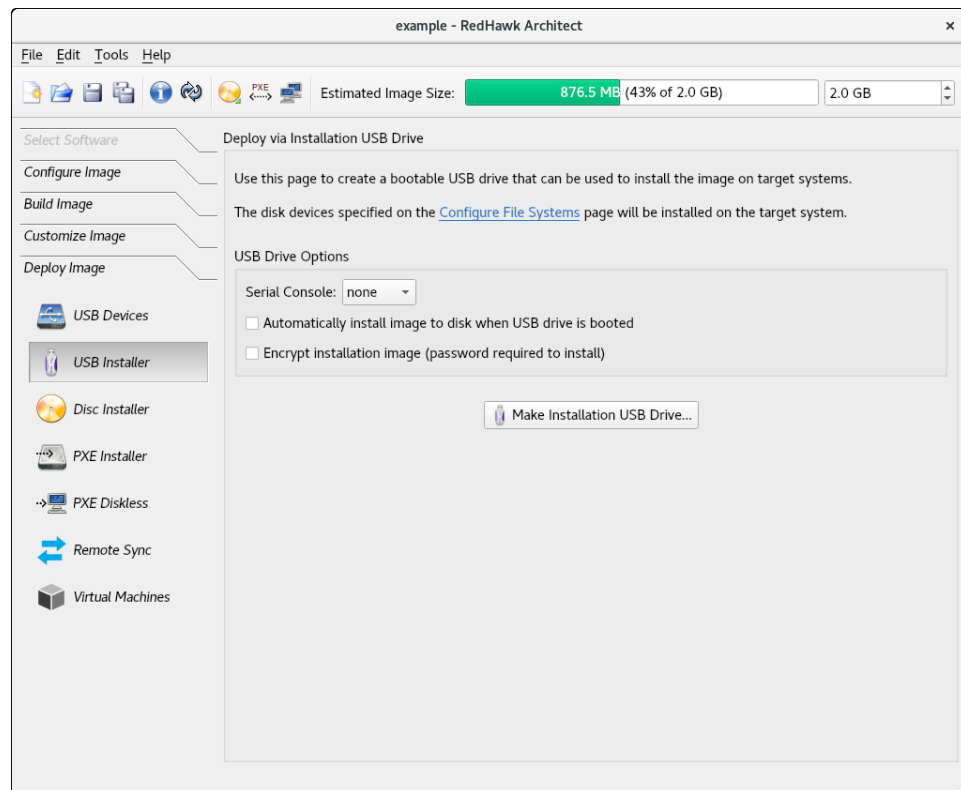 example - RedHawk Architect
×
File Edit Tools Help
PXE
Estimated Image Size:
876.5 MB (43% of 2.0 GB)
2.0 GB
Select Software
Configure Image
Build Image
Customize Image
Deploy Image
USB Devices
USB Installer
Disc Installer
PXE Installer
PXE Diskless
Remote Sync
Virtual Machines
Deploy via Installation USB Drive
Use this page to create a bootable USB drive that can be used to install the image on target systems.
The disk devices specified on the Configure File Systems page will be installed on the target system.
USB Drive Options
Serial Console: none
Automatically install image to disk when USB drive is booted
Encrypt installation image (password required to install)
Make Installation USB Drive...